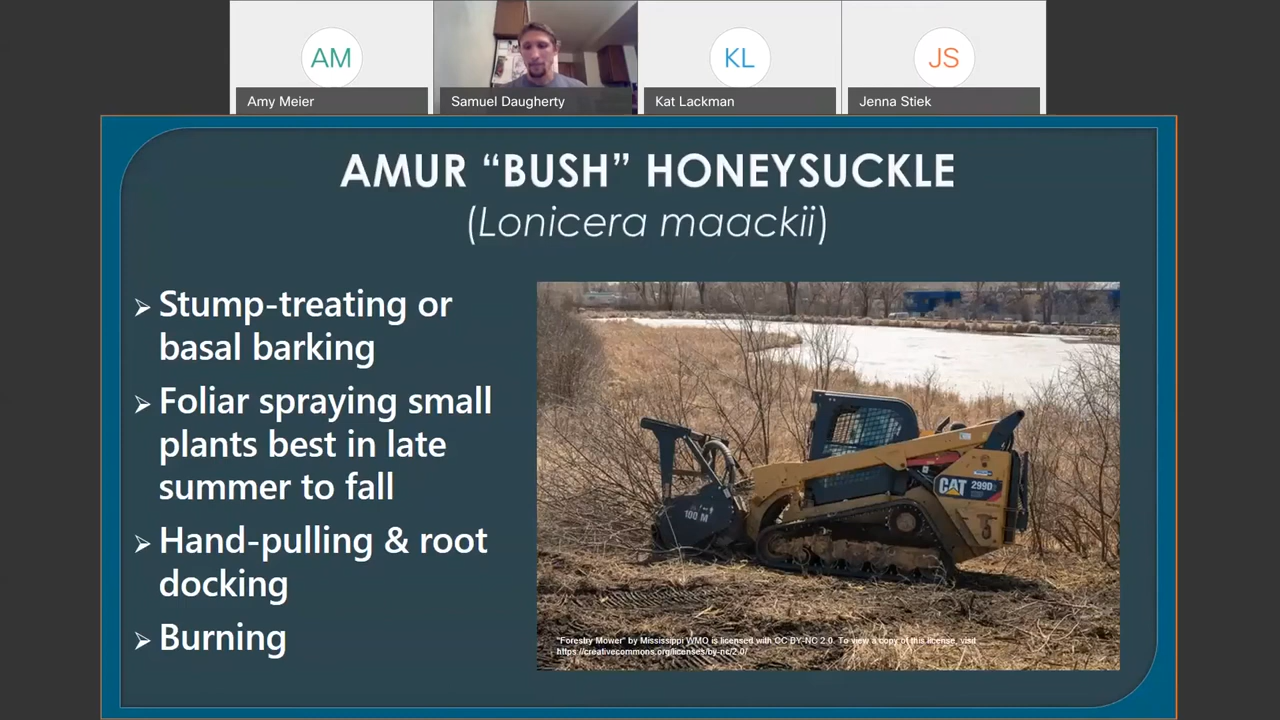 AM
KL
JS
Amy Meier
Samuel Daugherty
Kat Lackman
Jenna Stiek
AMUR “BUSH” HONEYSUCKLE
(Lonicera maackii)
Stump-treating or
basal barking
Foliar spraying small
plants best in late
summer to fall
Hand-pulling & root
docking
Burning
100 M
CAT 299D
"Forestry Mower" by Mississippi WMO is licensed with CC BY-NC 2.0. To view a copy of this license, visit
https://creativecommons.org/licenses/by-nc/2.0/